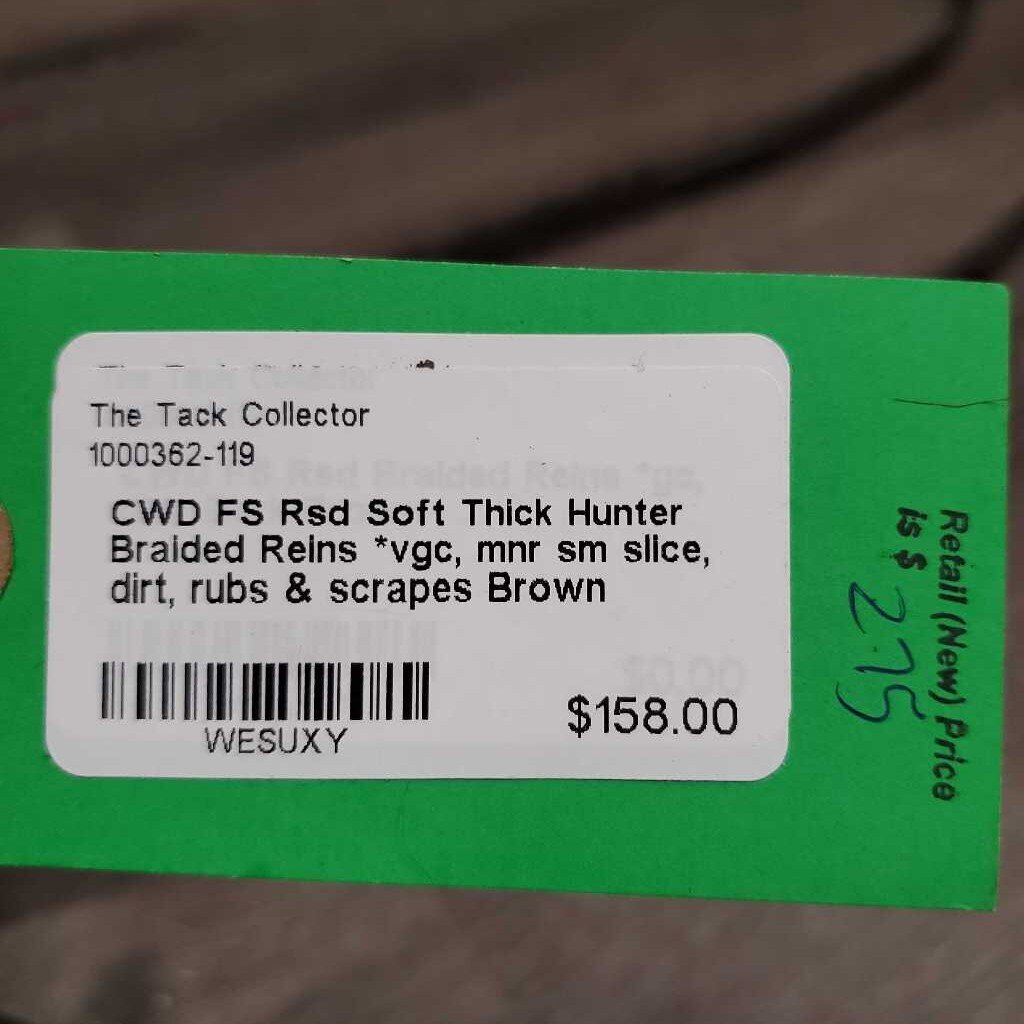 The Tack Collector
1000362-119
CWD FS Rsd Soft Thick Hunter
Braided Reins *vgc, mnr sm slice,
dirt, rubs & scrapes Brown
WESUXY
$158.00
Retail (New) Price
is $ 275